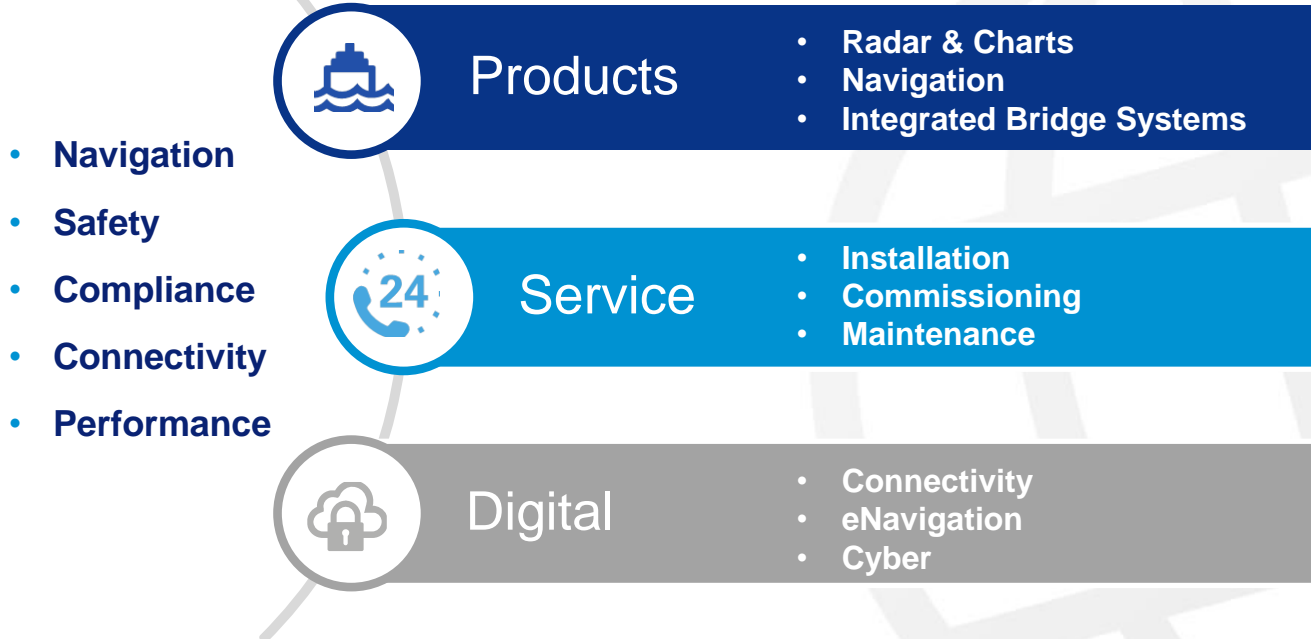 • Navigation
• Safety
• Compliance
• Connectivity
• Performance
Products
• Radar & Charts
• Navigation
• Integrated Bridge Systems
24
Service
• Installation
• Commissioning
• Maintenance
Digital
• Connectivity
• eNavigation
• Cyber